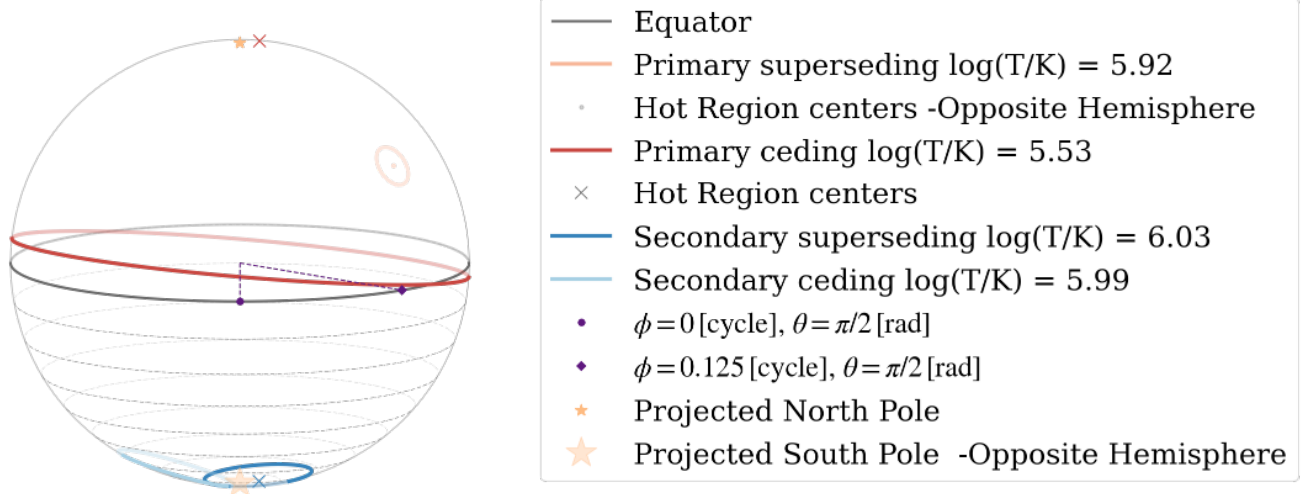 Equator
Primary superseding log(T/K) = 5.92
Hot Region centers -Opposite Hemisphere
Primary ceding log(T/K) = 5.53
Hot Region centers
Secondary superseding log(T/K) = 6.03
Secondary ceding log(T/K) = 5.99
ϕ = 0 [cycle], θ = π/2 [rad]
ϕ = 0.125 [cycle], θ = π/2 [rad]
Projected North Pole
Projected South Pole  -Opposite Hemisphere